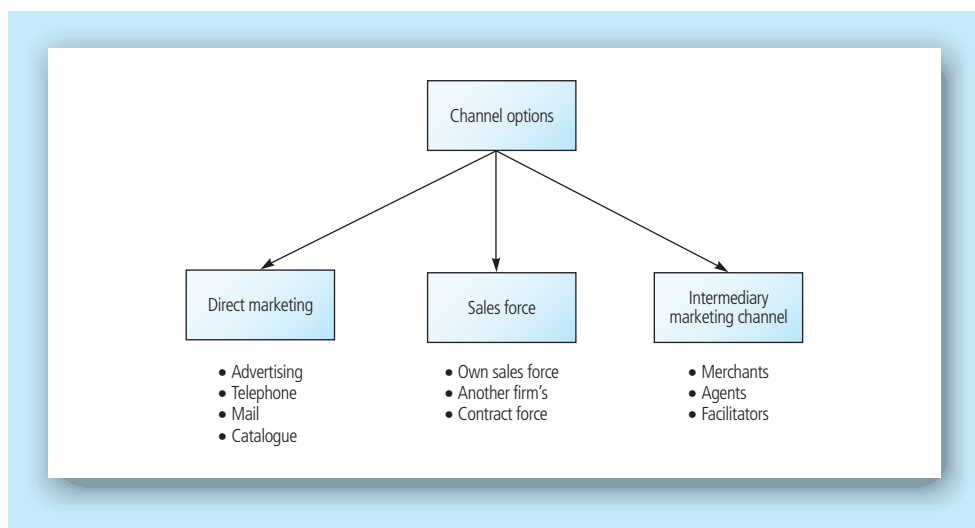 Channel options
Direct marketing
Sales force
Intermediary
marketing channel
• Advertising
• Telephone
• Mail
• Catalogue
• Own sales force
• Another firm's
• Contract force
• Merchants
• Agents
• Facilitators